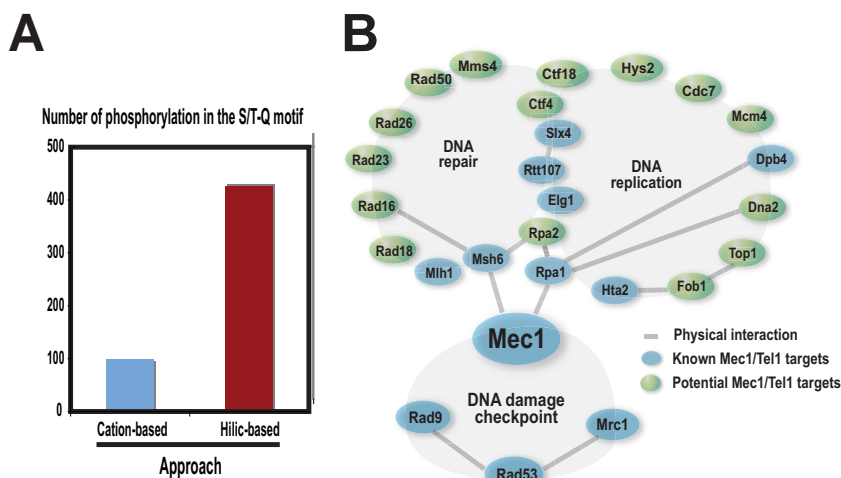 A
Number of phosphorylation in the S/T-Q motif
500
400
300
200
100
0
Cation-based
Hilic-based
Approach
B
Rad50
Mms4
Ctf18
Hys2
Cdc7
Mcm4
Ctf4
Rad26
Slx4
DNA
repair
Rad23
Rtt107
DNA
replication
Dpb4
Elg1
Rad16
Dna2
Rpa2
Rad18
Msh6
Mlh1
Rpa1
Top1
Hta2
Fob1
Mec1
Physical interaction
Known Mec1/Tel1 targets
Potential Mec1/Tel1 targets
DNA damage
checkpoint
Rad9
Mrc1
Rad53